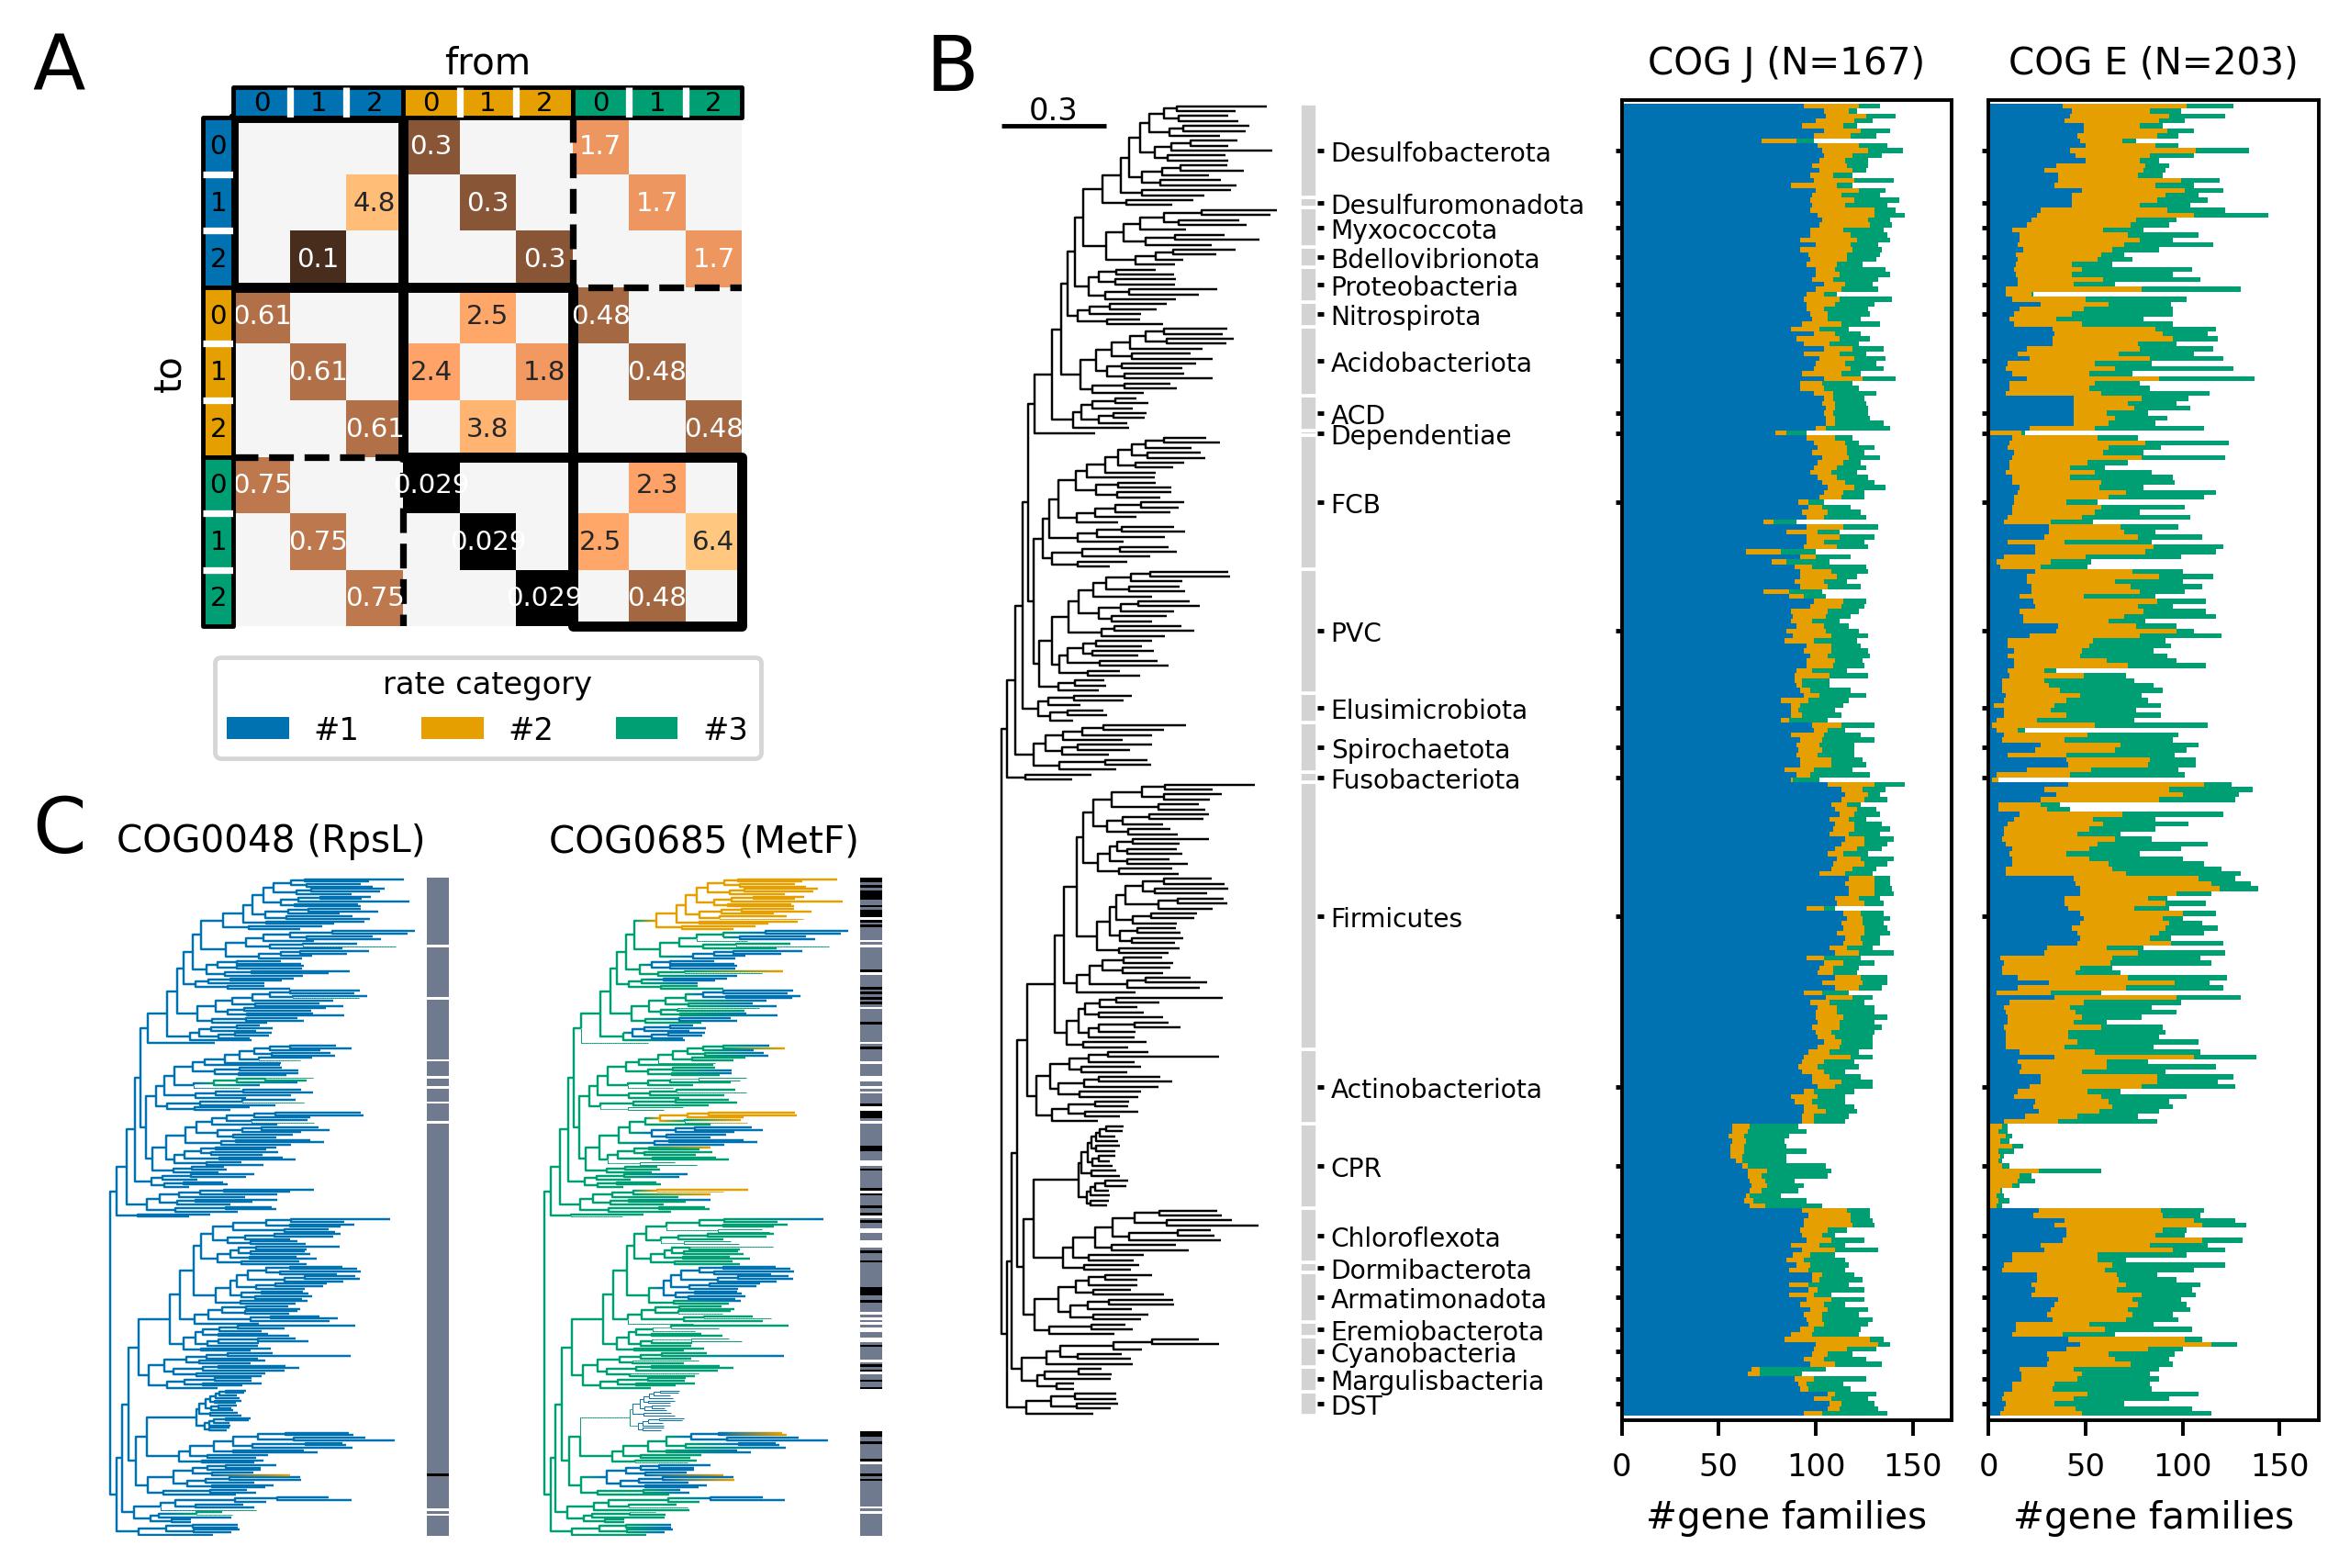 A
from
0 1 2 0 1 2 0 1 2
0 0.3 1.7
1 4.8 0.3 1.7
2 0.1 0.3 1.7
0 0.61 2.5 0.48
to
1 0.61 2.4 1.8 0.48
2 0.61 3.8 0.48
0 0.75 0.029 2.3
1 0.75 0.029 2.5 6.4
2 0.75 0.029 0.48
rate category
#1 #2 #3
B
0.3
COG J (N=167)
COG E (N=203)
Desulfobacterota
Desulfuromonadota
Myxococcota
Bdellovibrionota
Proteobacteria
Nitrospirota
Acidobacteriota
ACD
Dependentiae
FCB
PVC
Elusimicrobiota
Spirochaetota
Fusobacteriota
Firmicutes
Actinobacteriota
CPR
Chloroflexota
Dormibacterota
Armatimonadota
Eremiobacterota
Cyanobacteria
Margulisbacteria
DST
0 50 100 150
#gene families
0 50 100 150
#gene families
C
COG0048 (RpsL)
COG0685 (MetF)